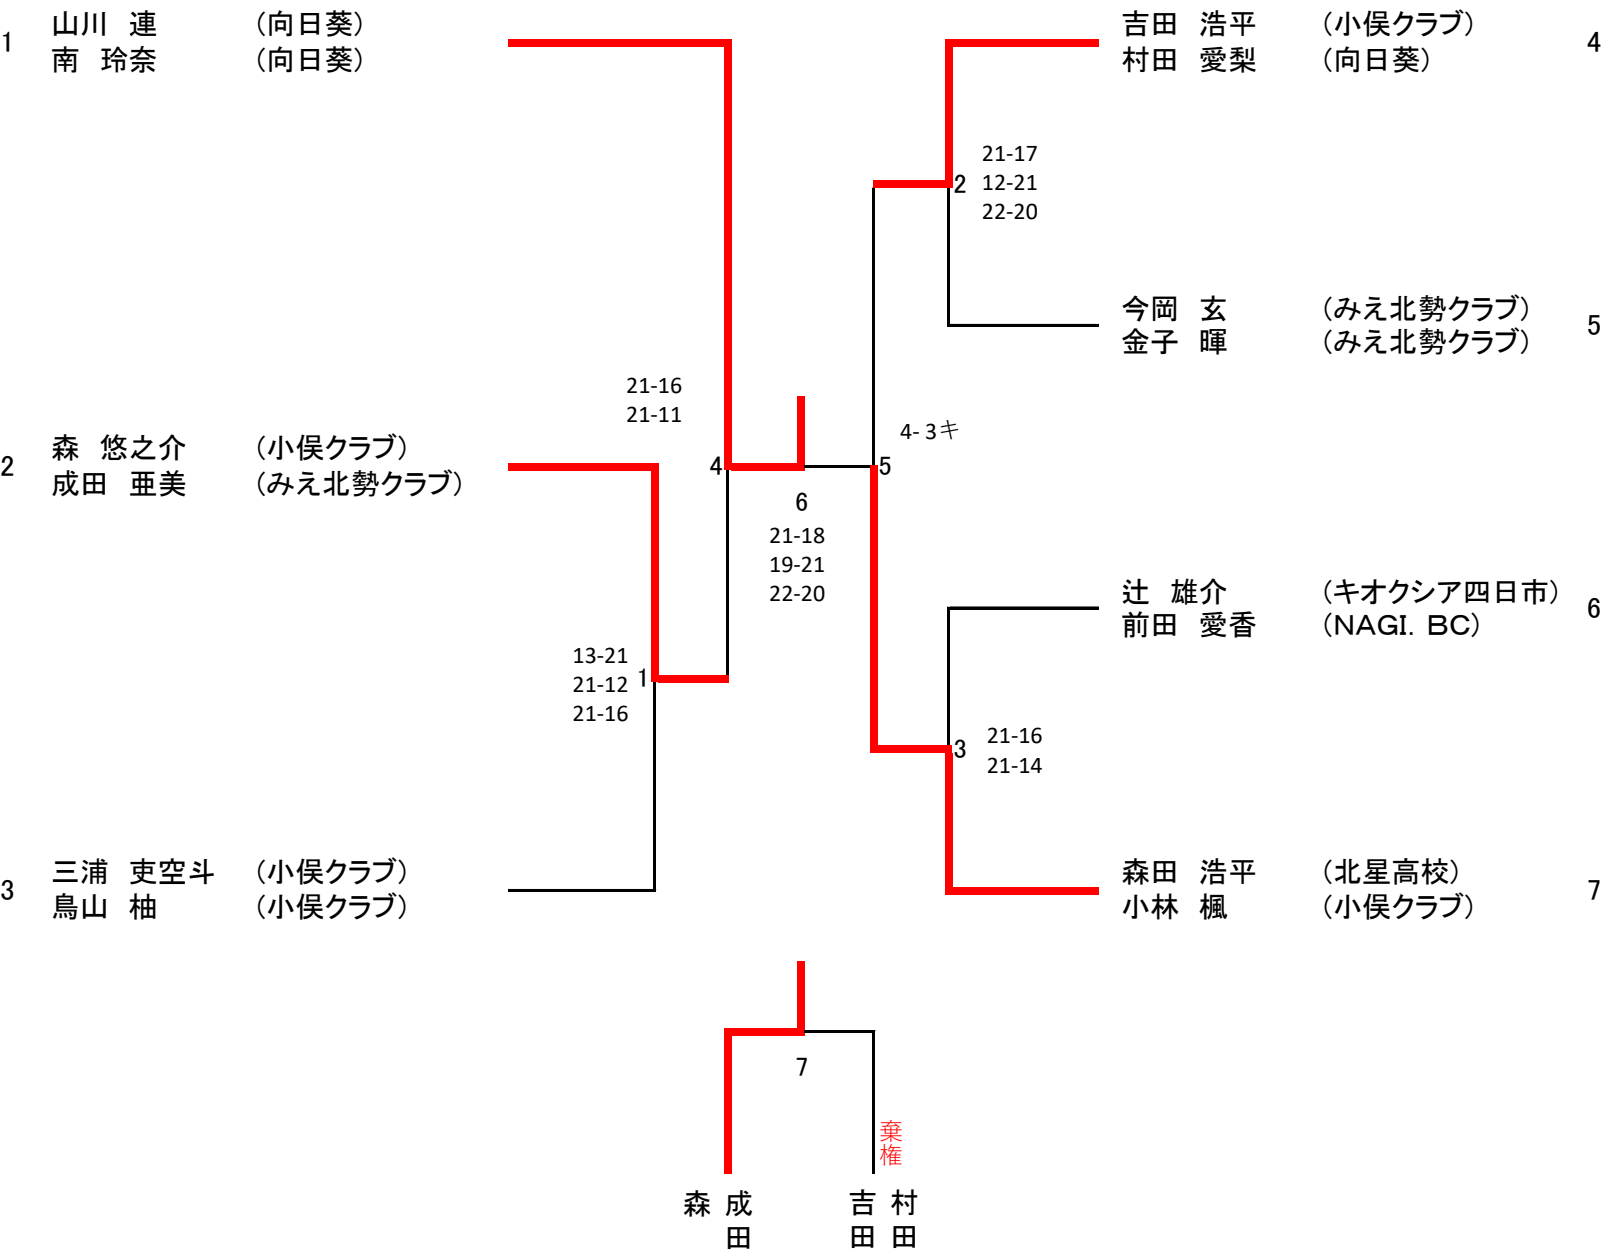 1 山川 連 (向日葵)
南 玲奈 (向日葵)
吉田 浩平 (小俣クラブ) 4
村田 愛梨 (向日葵)
21-17
2 12-21
22-20
今岡 玄 (みえ北勢クラブ) 5
金子 暉 (みえ北勢クラブ)
21-16
21-11
4- 3キ
2 森 悠之介 (小俣クラブ)
成田 亜美 (みえ北勢クラブ)
4
5
6
21-18
19-21
22-20
辻 雄介 (キオクシア四日市) 6
前田 愛香 (NAGI. BC)
13-21
21-12 1
21-16
3 21-16
21-14
3 三浦 吏空斗 (小俣クラブ)
鳥山 柚 (小俣クラブ)
森田 浩平 (北星高校) 7
小林 楓 (小俣クラブ)
7
棄権
森 成田
吉田 村田